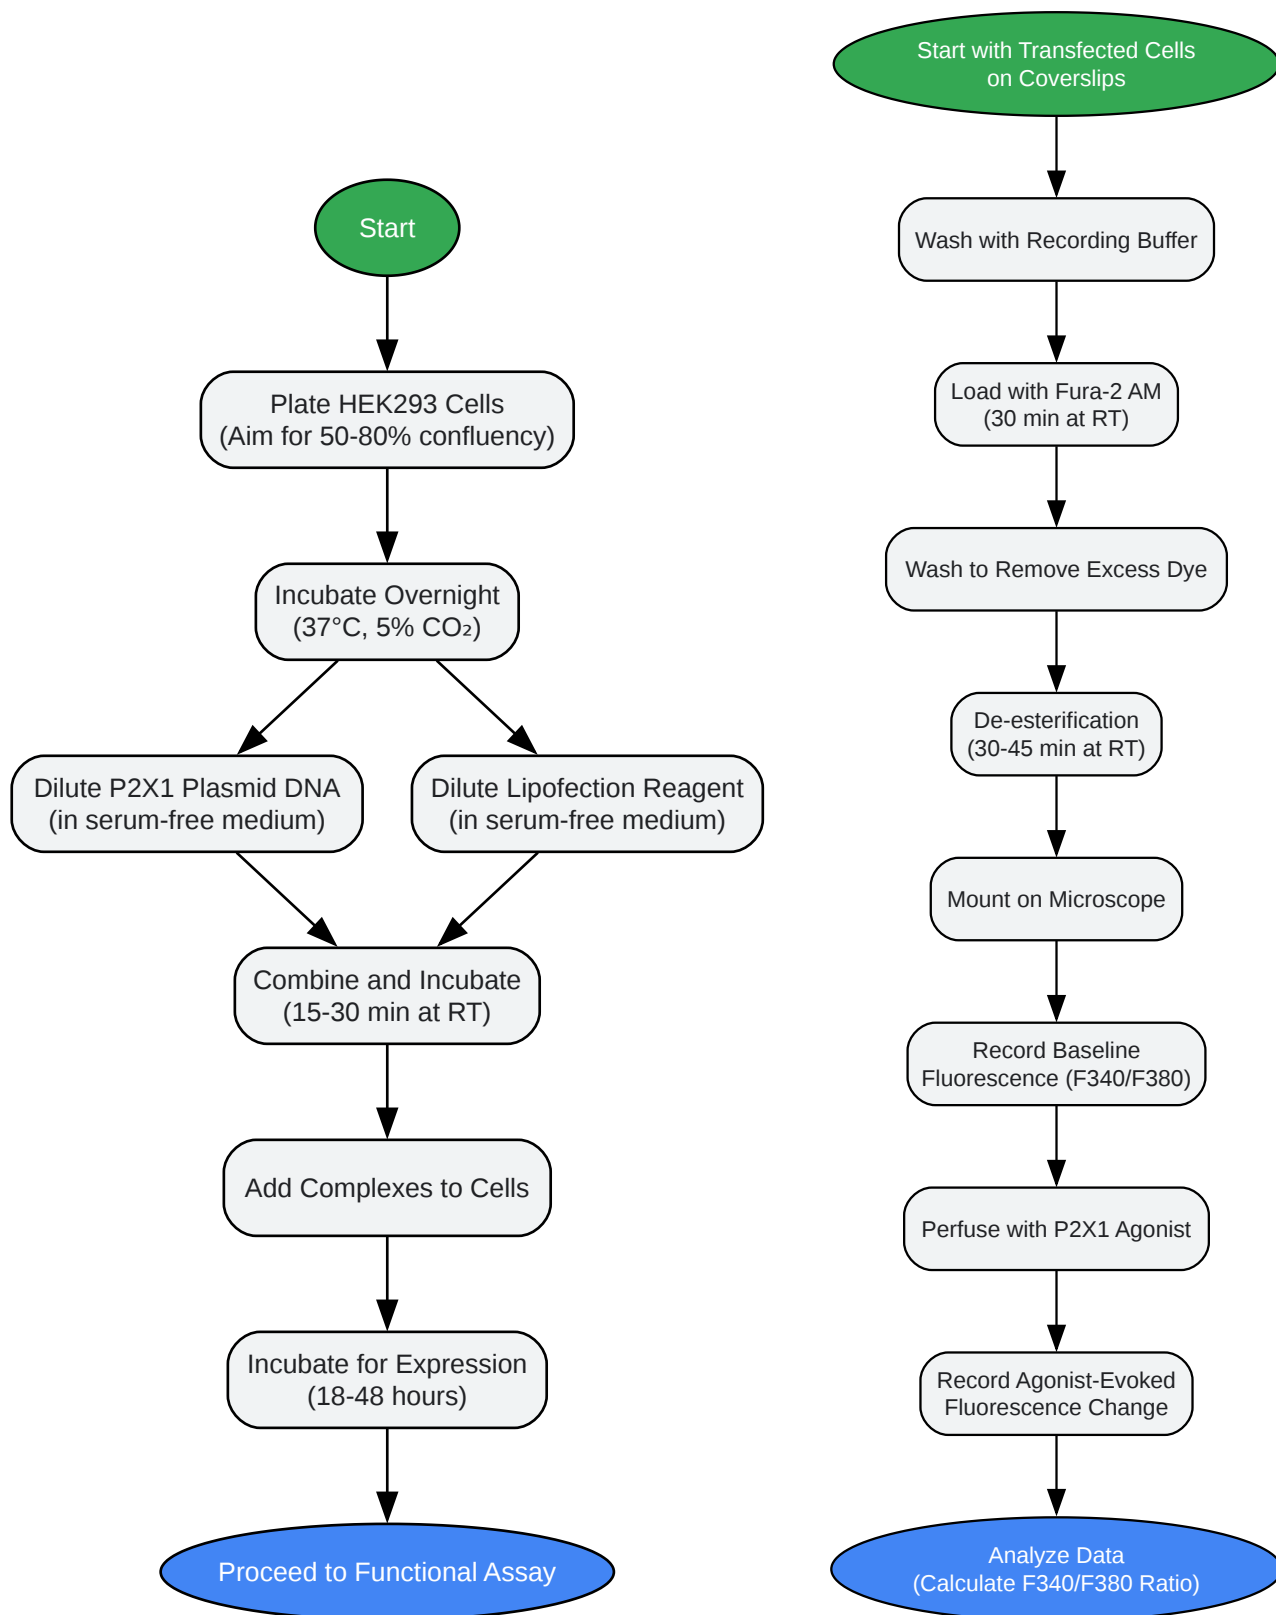 Start
Plate HEK293 Cells
(Aim for 50-80% confluency)
Incubate Overnight
(37°C, 5% CO₂)
Dilute P2X1 Plasmid DNA
(in serum-free medium)
Dilute Lipofection Reagent
(in serum-free medium)
Combine and Incubate
(15-30 min at RT)
Add Complexes to Cells
Incubate for Expression
(18-48 hours)
Proceed to Functional Assay
Start with Transfected Cells
on Coverslips
Wash with Recording Buffer
Load with Fura-2 AM
(30 min at RT)
Wash to Remove Excess Dye
De-esterification
(30-45 min at RT)
Mount on Microscope
Record Baseline
Fluorescence (F340/F380)
Perfuse with P2X1 Agonist
Record Agonist-Evoked
Fluorescence Change
Analyze Data
(Calculate F340/F380 Ratio)